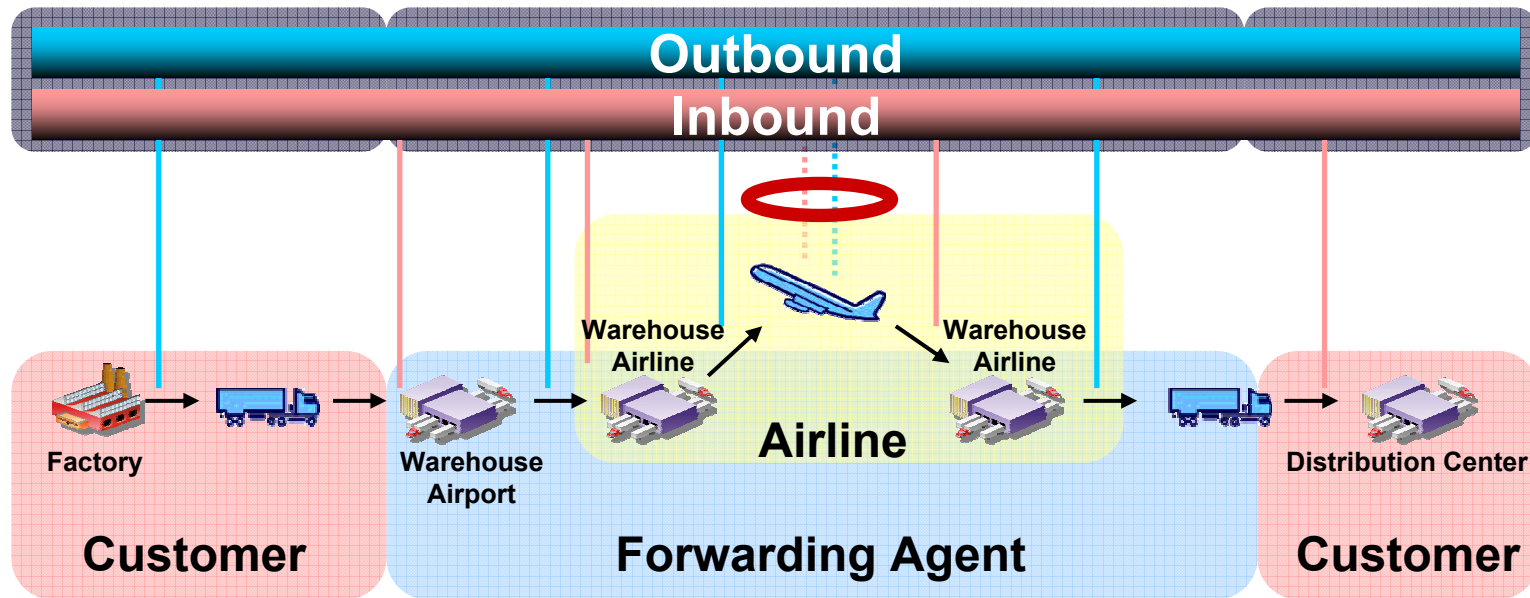 Outbound
Inbound
Warehouse
Airline
Warehouse
Airline
Factory
Warehouse
Airport
Airline
Distribution Center
Customer
Forwarding Agent
Customer